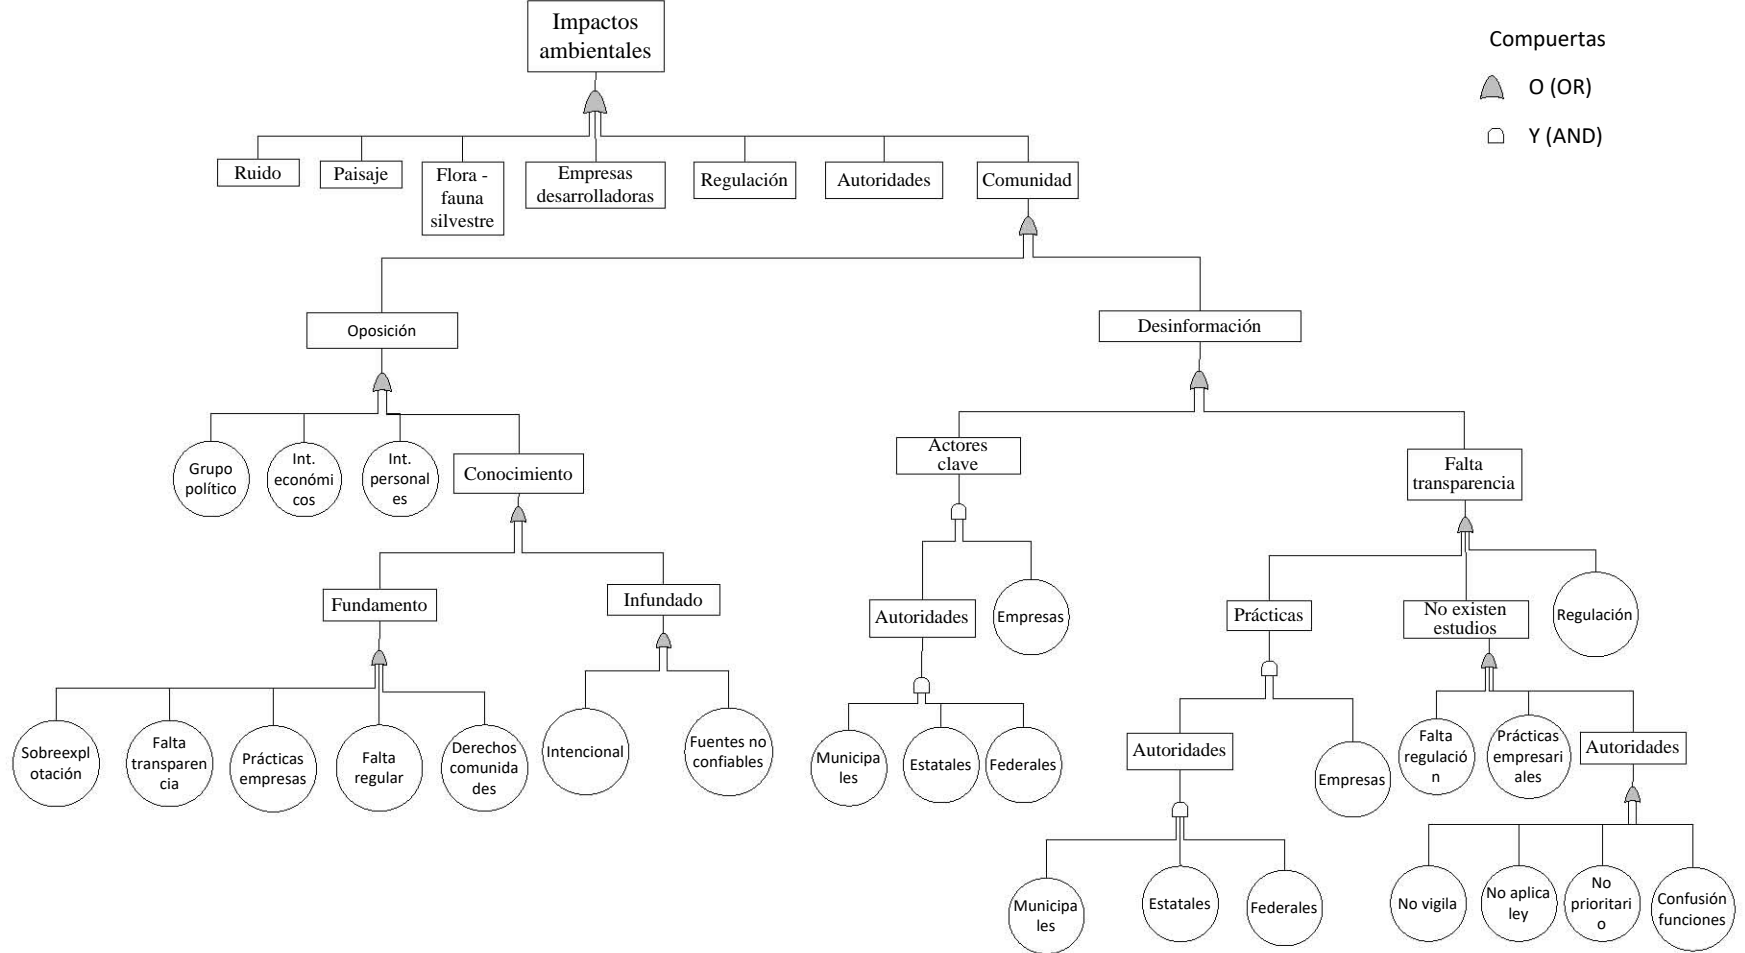 Impactos
ambientales
Compuertas
O (OR)
Y (AND)
Ruido
Paisaje
Flora -
fauna
silvestre
Empresas
desarrolladoras
Regulación
Autoridades
Comunidad
Oposición
Desinformación
Grupo
político
Int.
económi
cos
Int.
personal
es
Conocimiento
Actores
clave
Falta
transparencia
Fundamento
Infundado
Autoridades
Empresas
Prácticas
No existen
estudios
Regulación
Sobreexpl
otación
Falta
transparen
cia
Prácticas
empresas
Falta
regular
Derechos
comunida
des
Intencional
Fuentes no
confiables
Municipa
les
Estatales
Federales
Autoridades
Empresas
Falta
regulació
n
Prácticas
empresari
ales
Autoridades
Municipa
les
Estatales
Federales
No vigila
No aplica
ley
No
prioritari
o
Confusión
funciones